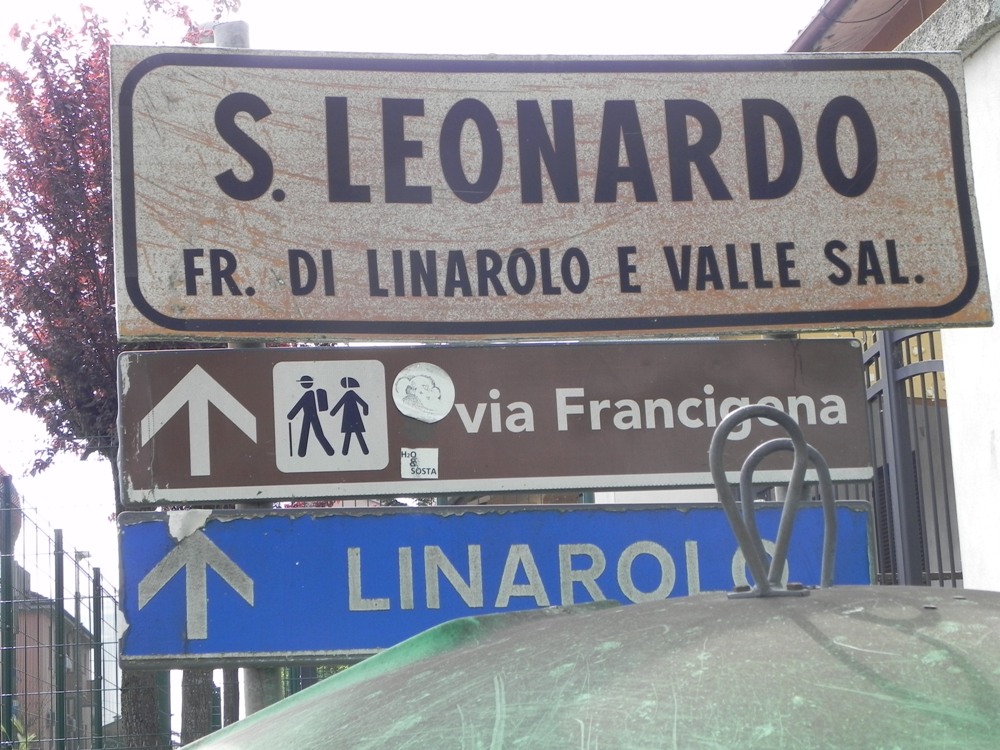 S. LEONARDO
FR. DI LINAROLO E VALLE SAL.
via Francigena
H2O
&
SOSTA
LINAROLO